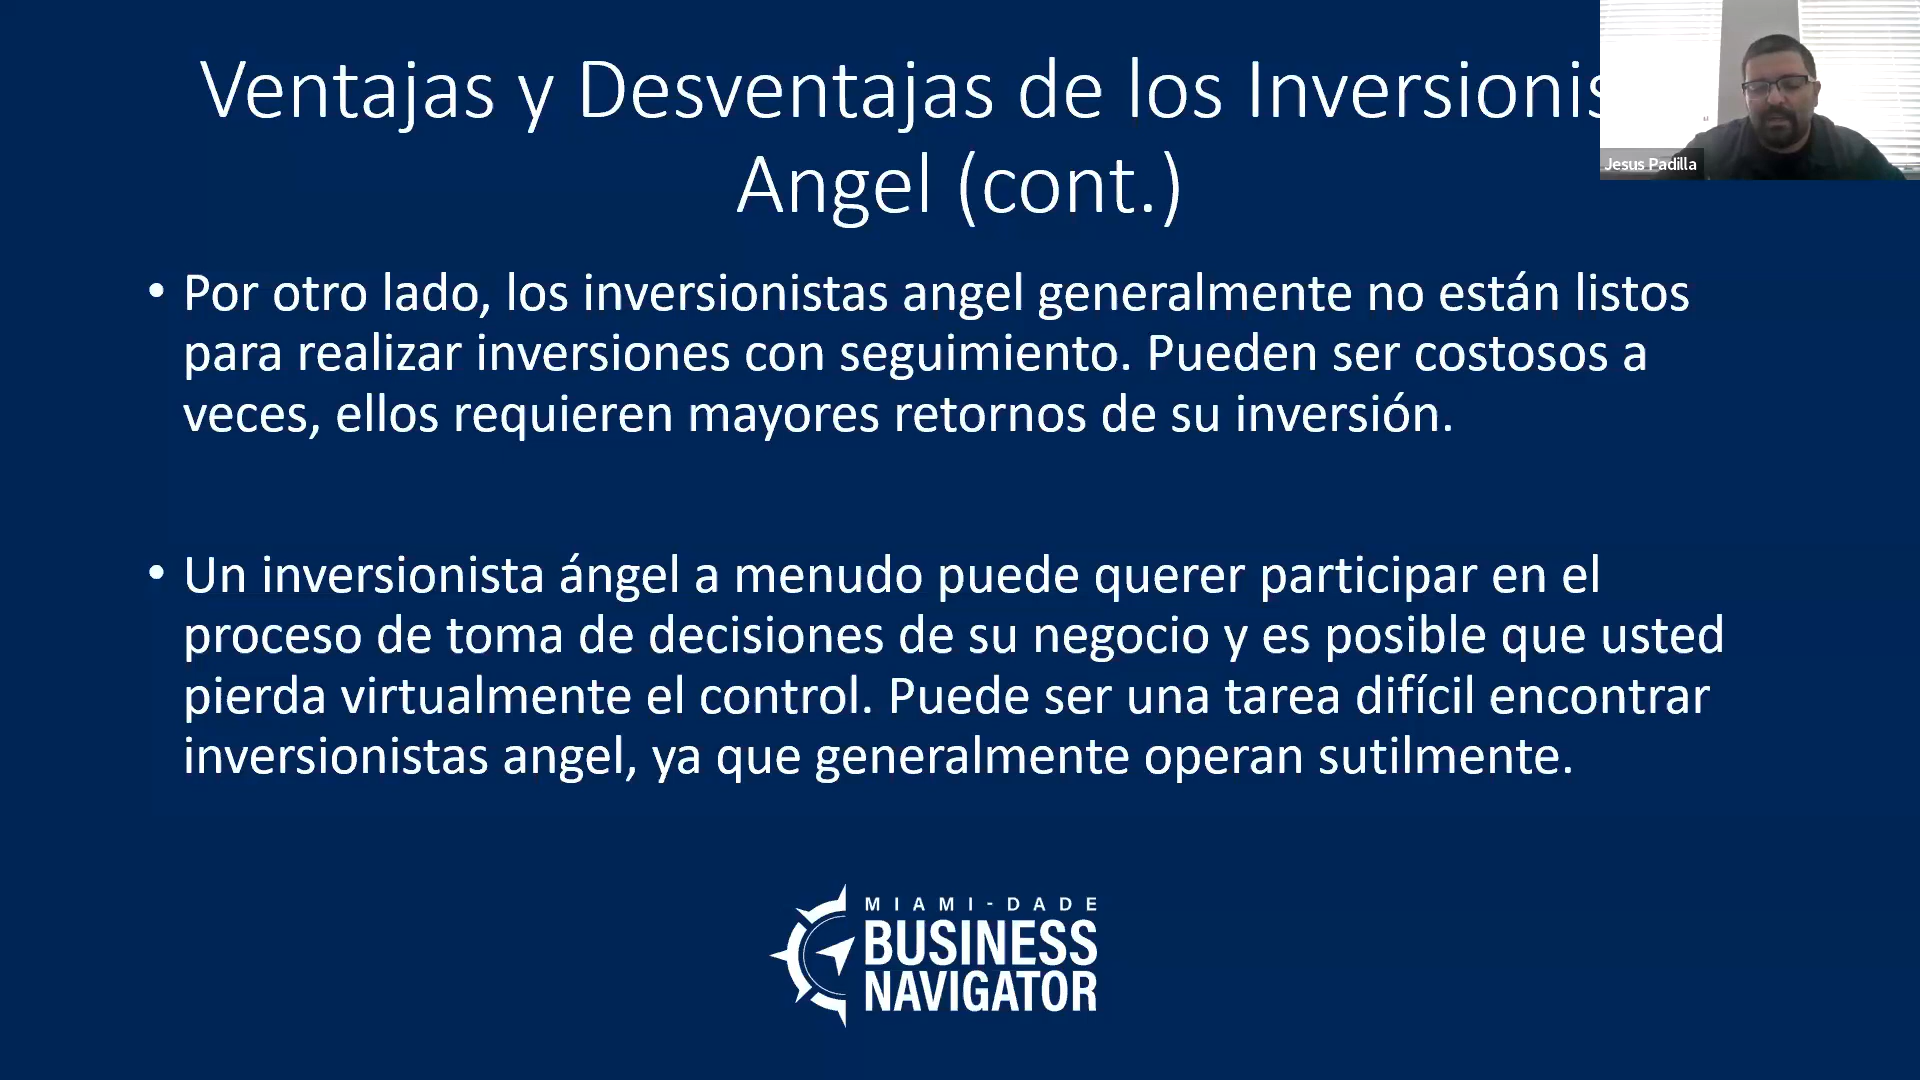 Ventajas y Desventajas de los Inversionis
Angel (cont.)
Jesus Padilla
• Por otro lado, los inversionistas angel generalmente no están listos
para realizar inversiones con seguimiento. Pueden ser costosos a
veces, ellos requieren mayores retornos de su inversión.
• Un inversionista ángel a menudo puede querer participar en el
proceso de toma de decisiones de su negocio y es posible que usted
pierda virtualmente el control. Puede ser una tarea difícil encontrar
inversionistas angel, ya que generalmente operan sutilmente.
MIAMI-DADE
BUSINESS
NAVIGATOR